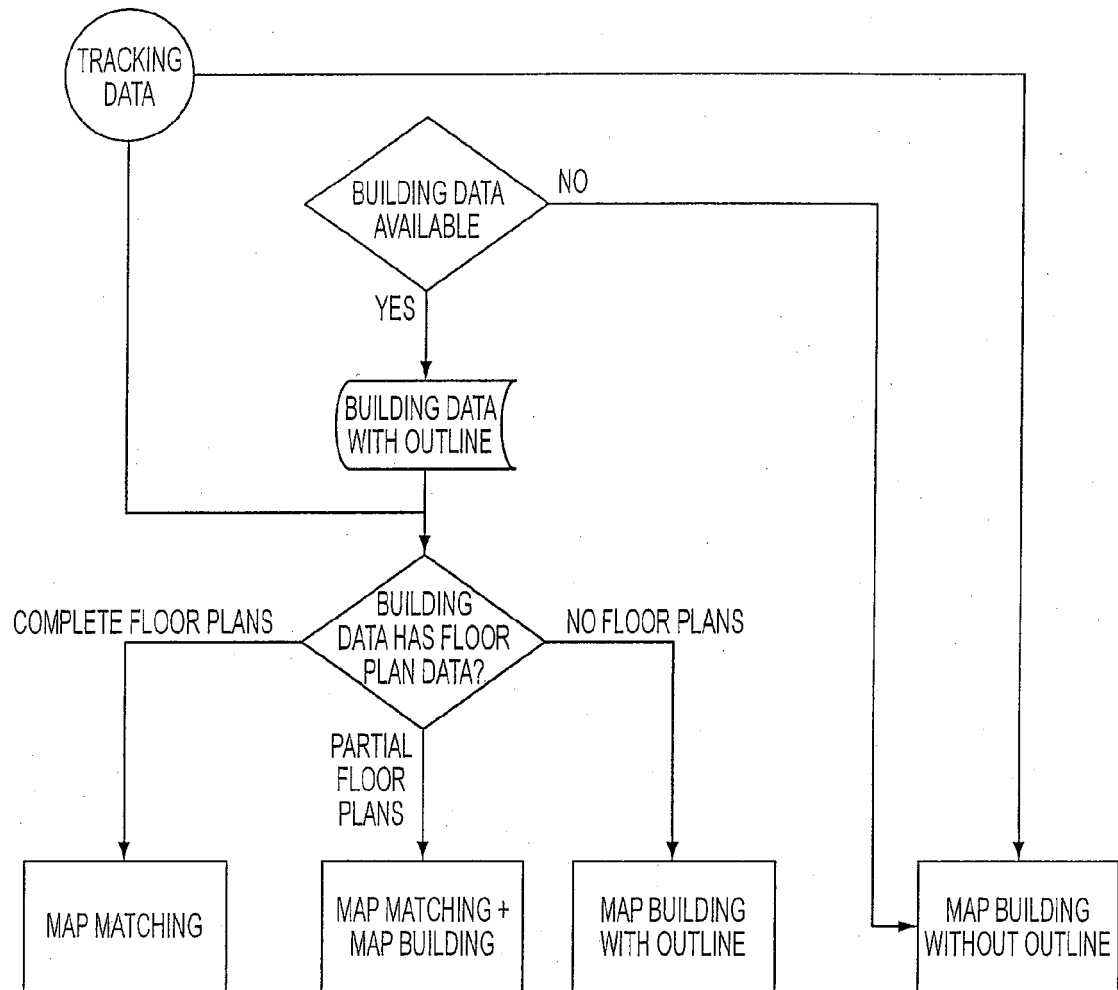 TRACKING
DATA
BUILDING DATA
AVAILABLE
NO
YES
BUILDING DATA
WITH OUTLINE
BUILDING
DATA HAS FLOOR
PLAN DATA?
COMPLETE FLOOR PLANS
NO FLOOR PLANS
PARTIAL
FLOOR
PLANS
MAP MATCHING
MAP MATCHING +
MAP BUILDING
MAP BUILDING
WITH OUTLINE
MAP BUILDING
WITHOUT OUTLINE